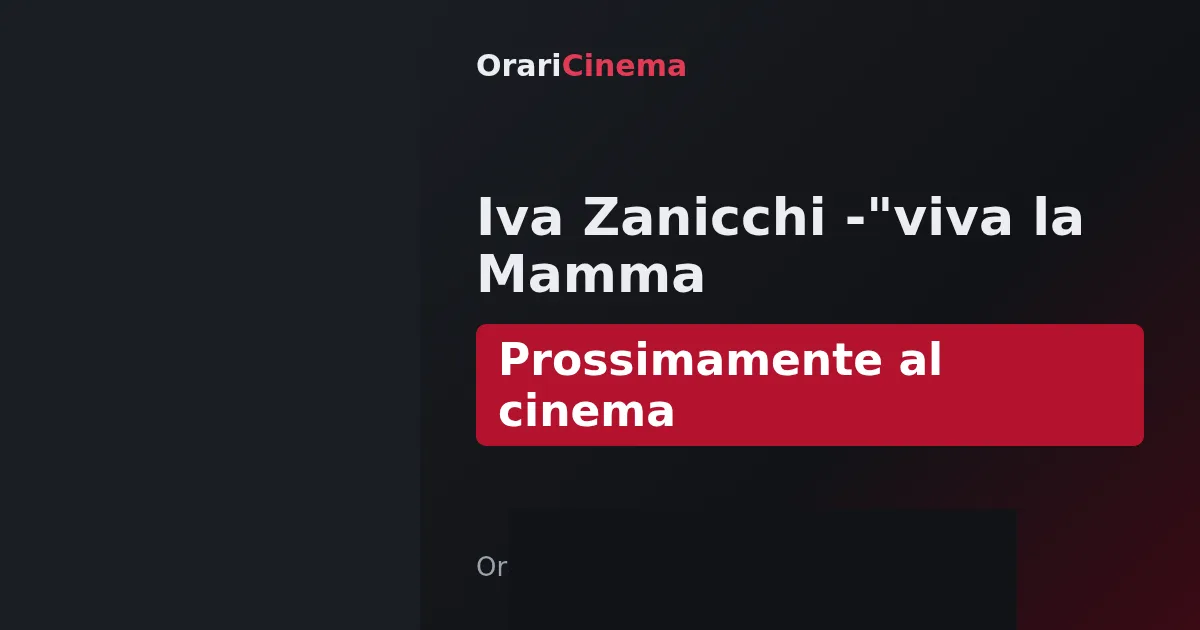 OrariCinema
Iva Zanicchi -"viva la
Mamma
Prossimamente al
cinema
Or